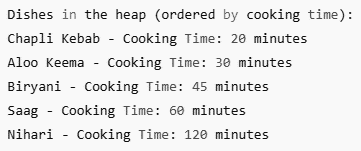 Dishes in the heap (ordered by cooking time):
Chapli Kebab - Cooking Time: 20 minutes
Aloo Keema - Cooking Time: 30 minutes
Biryani - Cooking Time: 45 minutes
Saag - Cooking Time: 60 minutes
Nihari - Cooking Time: 120 minutes